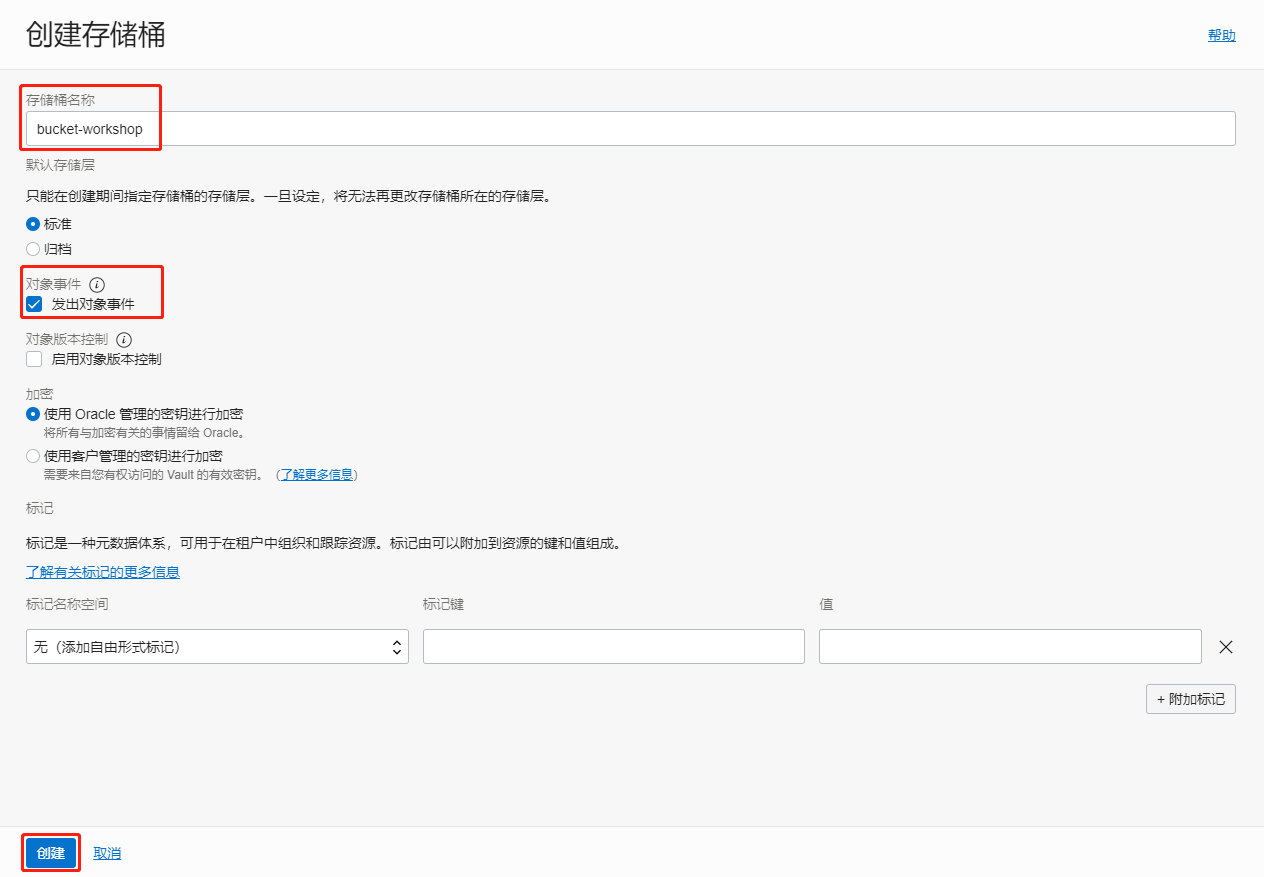 创建存储桶
帮助
存储桶名称
bucket-workshop
默认存储层
只能在创建期间指定存储桶的存储层。一旦设定，将无法再更改存储桶所在的存储层。
标准
归档
对象事件
发出对象事件
对象版本控制
启用对象版本控制
加密
使用 Oracle 管理的密钥进行加密
将所有与加密有关的事情留给 Oracle。
使用客户管理的密钥进行加密
需要来自您有权访问的 Vault 的有效密钥。（了解更多信息）
标记
标记是一种元数据体系，可用于在租户中组织和跟踪资源。标记由可以附加到资源的键和值组成。
了解有关标记的更多信息
标记名称空间 标记键 值
无（添加自由形式标记）
+ 附加标记
创建 取消